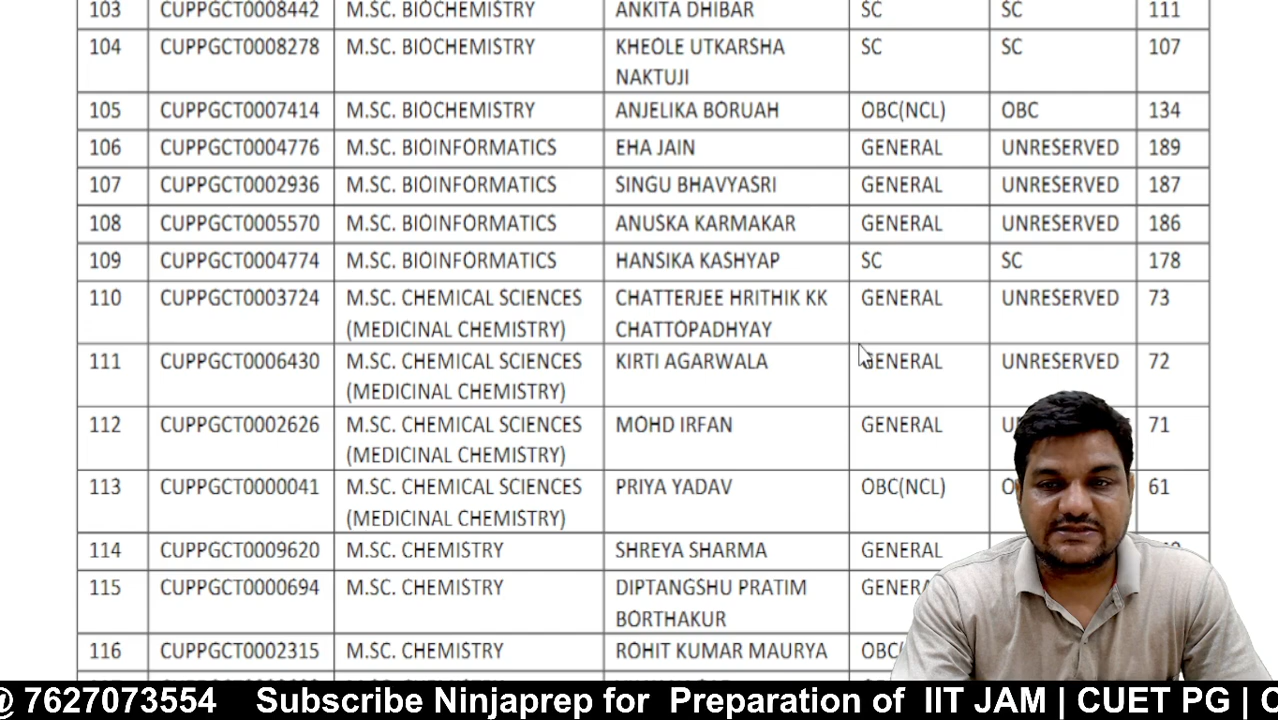 103 CUPPGCT0008442 M.SC. BIOCHEMISTRY ANKITA DHIBAR SC SC 111
104 CUPPGCT0008278 M.SC. BIOCHEMISTRY KHEOLE UTKARSHA SC SC 107
NAKTUJI
105 CUPPGCT0007414 M.SC. BIOCHEMISTRY ANJELIKA BORUAH OBC(NCL) OBC 134
106 CUPPGCT0004776 M.SC. BIOINFORMATICS EHA JAIN GENERAL UNRESERVED 189
107 CUPPGCT0002936 M.SC. BIOINFORMATICS SINGU BHAVYASRI GENERAL UNRESERVED 187
108 CUPPGCT0005570 M.SC. BIOINFORMATICS ANUSKA KARMAKAR GENERAL UNRESERVED 186
109 CUPPGCT0004774 M.SC. BIOINFORMATICS HANSIKA KASHYAP SC SC 178
110 CUPPGCT0003724 M.SC. CHEMICAL SCIENCES CHATTERJEE HRITHIK KK GENERAL UNRESERVED 73
(MEDICINAL CHEMISTRY) CHATTOPADHYAY
111 CUPPGCT0006430 M.SC. CHEMICAL SCIENCES KIRTI AGARWALA GENERAL UNRESERVED 72
(MEDICINAL CHEMISTRY)
112 CUPPGCT0002626 M.SC. CHEMICAL SCIENCES MOHD IRFAN GENERAL 71
(MEDICINAL CHEMISTRY)
113 CUPPGCT0000041 M.SC. CHEMICAL SCIENCES PRIYA YADAV OBC(NCL) 61
(MEDICINAL CHEMISTRY)
114 CUPPGCT0009620 M.SC. CHEMISTRY SHREYA SHARMA GENERAL
115 CUPPGCT0000694 M.SC. CHEMISTRY DIPTANGSHU PRATIM GENERAL
BORTHAKUR
116 CUPPGCT0002315 M.SC. CHEMISTRY ROHIT KUMAR MAURYA OBC(
@ 7627073554 Subscribe Ninjaprep for Preparation of IIT JAM | CUET PG | C